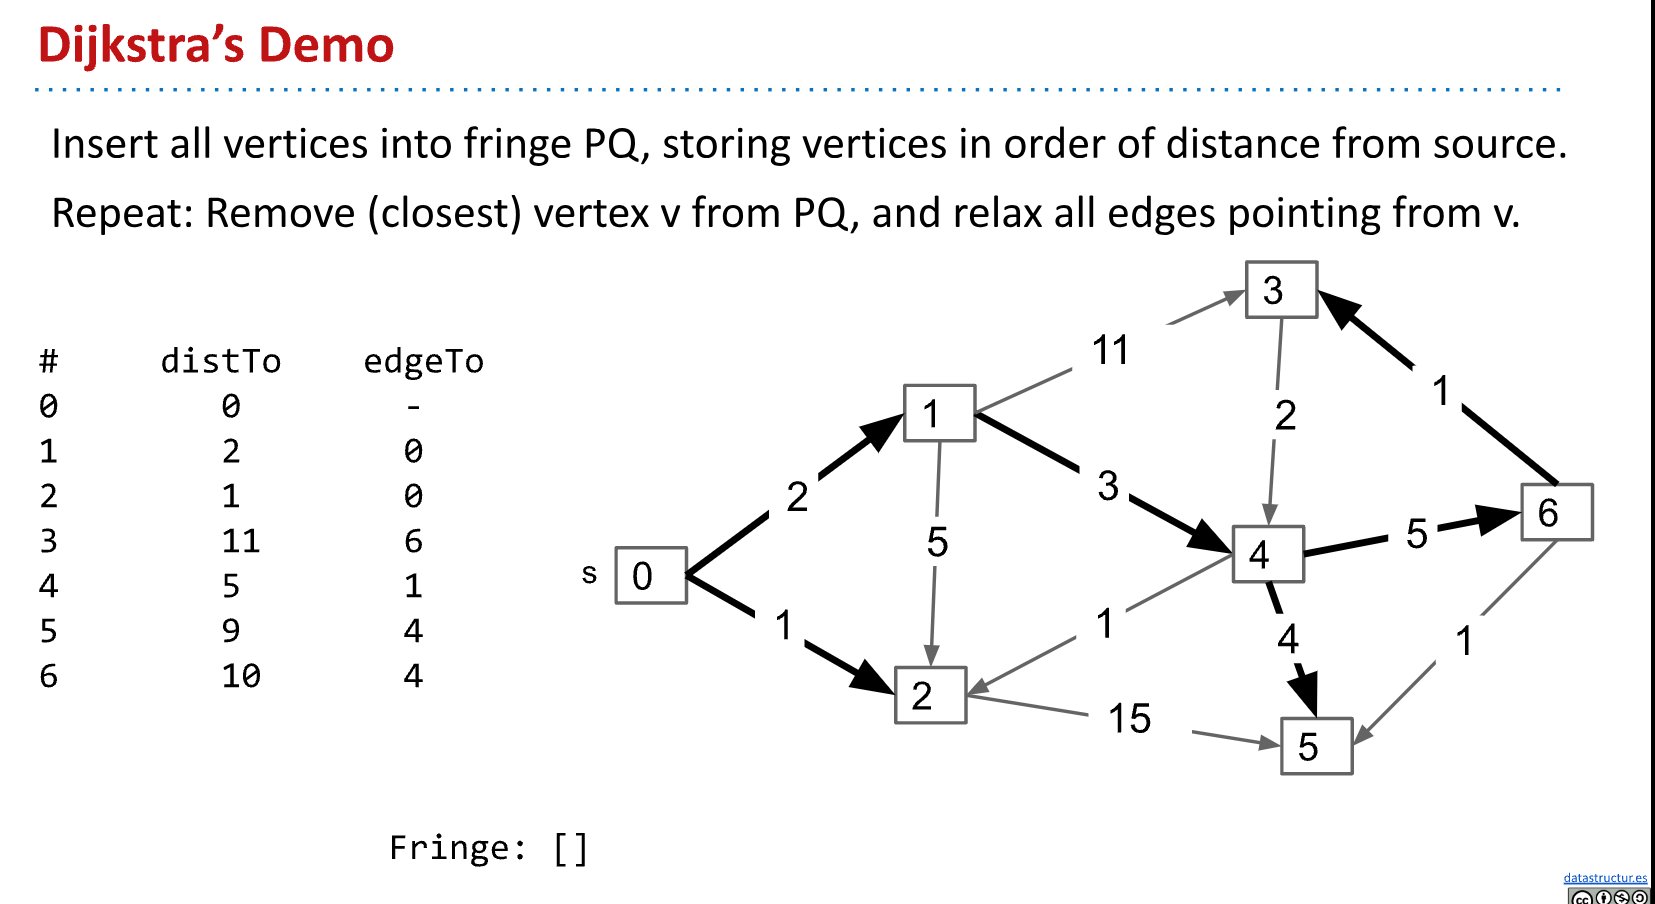 Dijkstra’s Demo
Insert all vertices into fringe PQ, storing vertices in order of distance from source.
Repeat: Remove (closest) vertex v from PQ, and relax all edges pointing from v.
# distTo edgeTo
0 0 -
1 2 0
2 1 0
3 11 6
4 5 1
5 9 4
6 10 4
3
11
1
1
2
2
3
6
5
5
4
s 0
1
1
4
1
2
15
5
Fringe: []
datastructur.es
cc